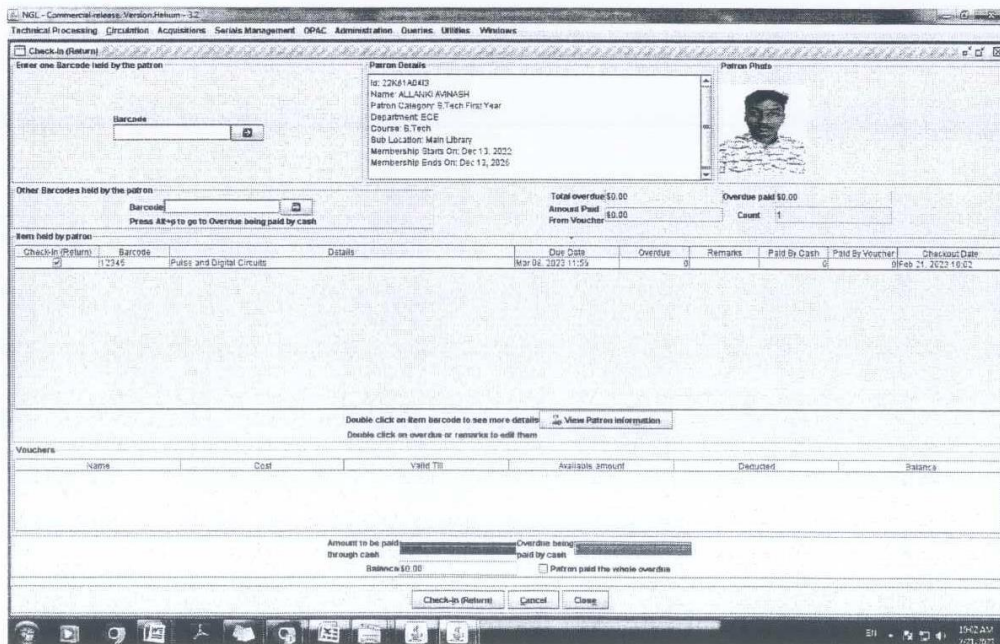 NGL - Commercial release. Version Helium - 3.2
Technical Processing Circulation Acquisitions Serials Management OPAC Administration Queries Utilities Windows
Check-In (Return)
Enter one Barcode held by the patron
Patron Details
Patron Photo
Name: ALLANKI AVINASH
Patron Category: B.Tech First Year
Department: ECE
Course: B.Tech
Sub Location: Main Library
Membership Starts On: Dec 13, 2022
Membership Ends On: Dec 12, 2026
Barcode
Other Barcodes held by the patron
Barcode
Press Alt+p to go to Overdue being paid by cash
Total overdue $0.00
Overdue paid $0.00
Amount Paid From Voucher $0.00
Count 1
Item held by patron
Check-In (Return) Barcode Details Due Date Overdue Remarks Paid By Cash Paid By Voucher Checkout Date
12345 Pulse and Digital Circuits Mar 08, 2023 11:59 0 0 0 Feb 21, 2023 10:02
Double click on item barcode to see more details
View Patron information
Double click on overdue or remarks to edit them
Vouchers
Name Cost Valid Till Available amount Deducted Balance
Amount to be paid through cash
Overdue being paid by cash
Balance $0.00
Patron paid the whole overdue
Check-In (Return) Cancel Close
EN
10:02 AM